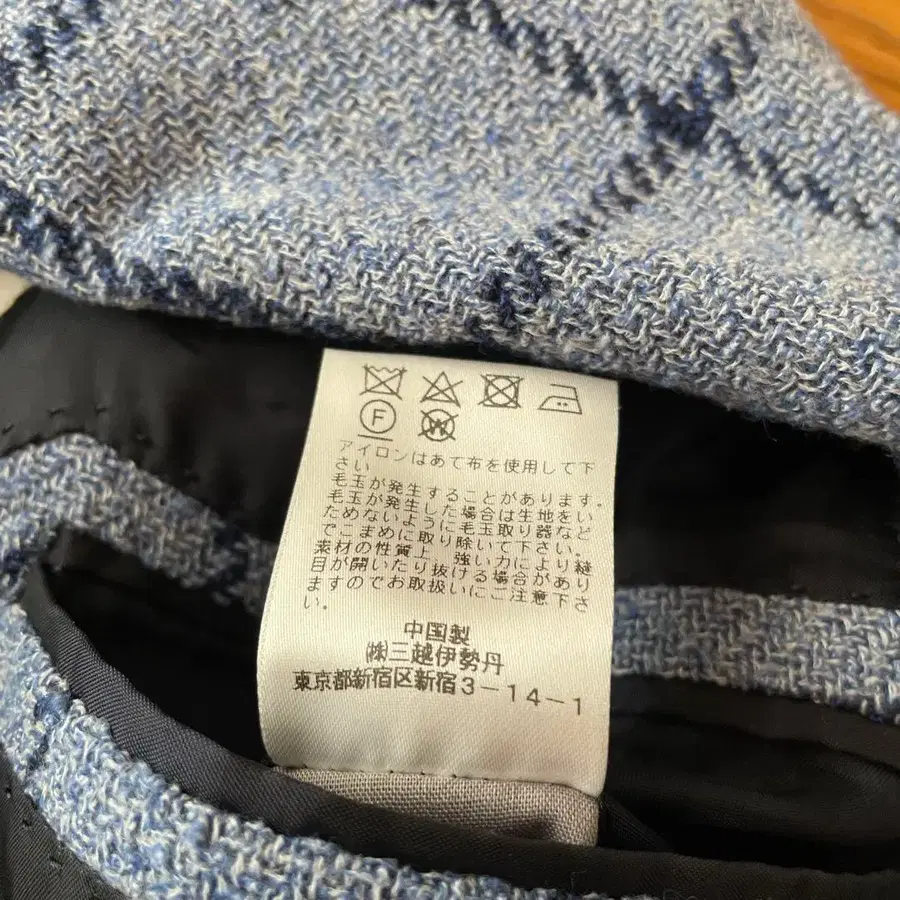 F
W
アイロンはあて布を使用して下
さい
毛玉が発生することがあります。
毛玉が発生した場合は生地をい
ためないように毛玉取り器など
でこまめに取り除いて下さい。
素材の性質上、強い力により縫
目が開いたり抜ける場合があり
ますのでお取扱いにご注意下さ
い。
中国製
㈱三越伊勢丹
東京都新宿区新宿3-14-1